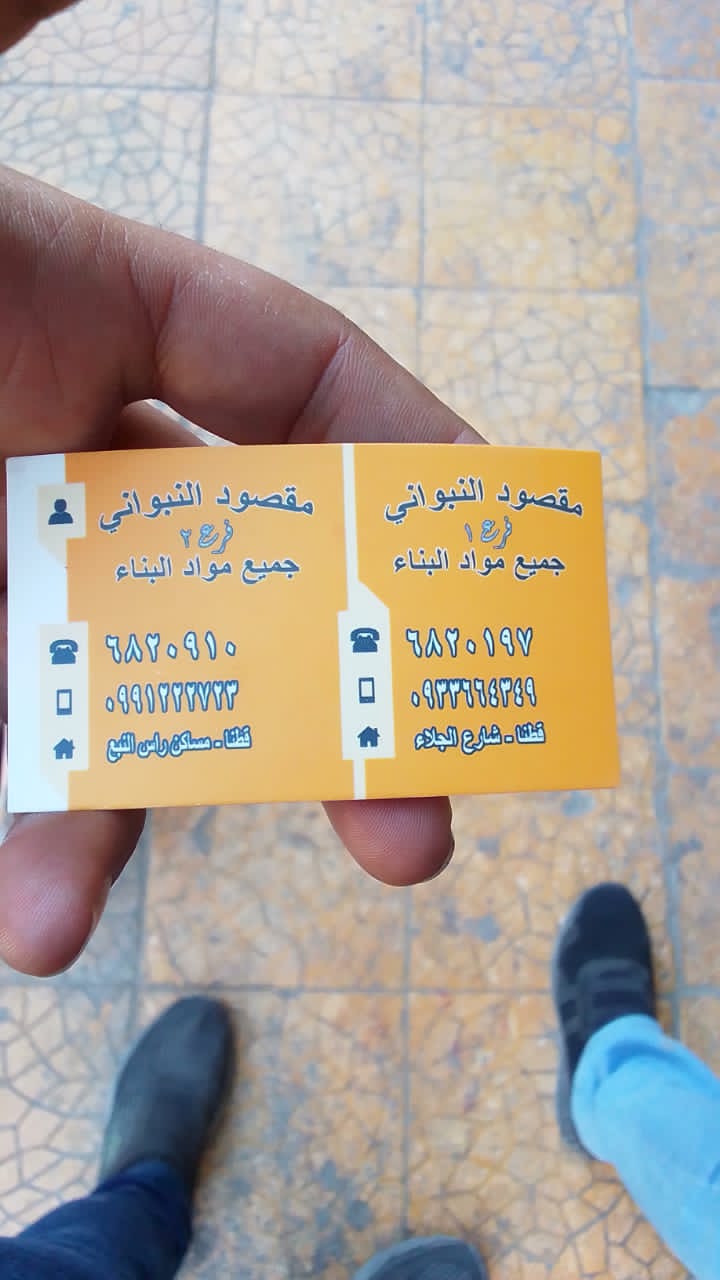 مقصود النبواني
فرع ١
جميع مواد البناء
٦٨٢٠١٩٧
٠٩٣٣٦٦٤٣٤٩
قطنا - شارع الجلاء
مقصود النبواني
فرع ٢
جميع مواد البناء
٦٨٢٠٩١٠
٠٩٩١٢٢٢٧٢٣
قطنا - مساكن راس النبع